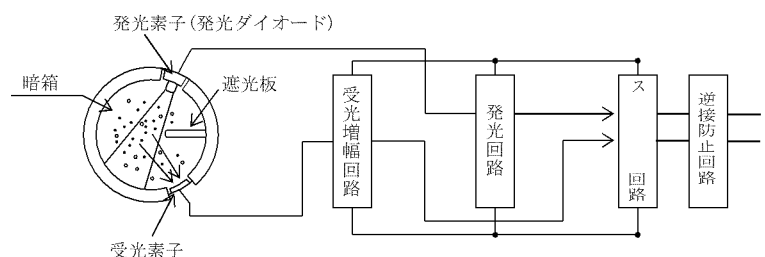 発光素子(発光ダイオード)
暗箱
遮光板
受光素子
受光増幅回路
発光回路
ス 回路
逆接防止回路